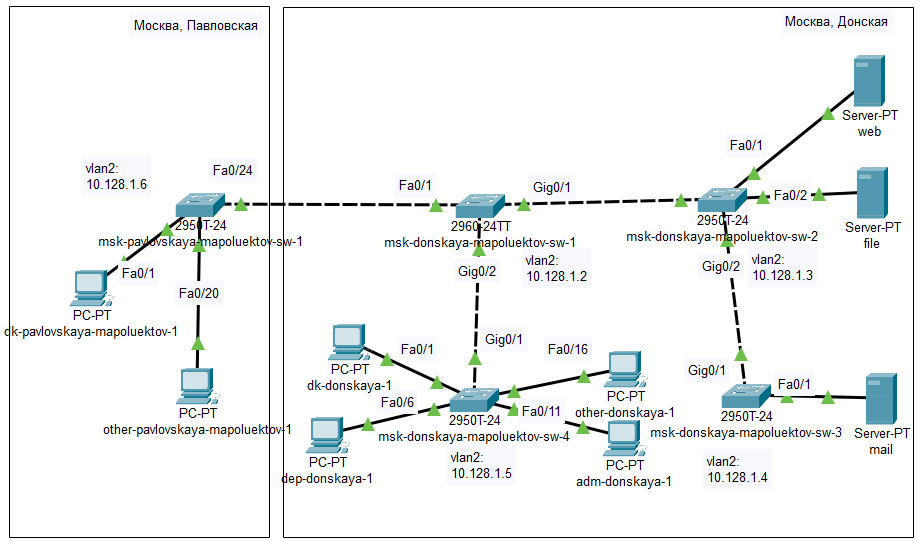 Москва, Павловская
Москва, Донская
vlan2:
10.128.1.6
Fa0/24
2950T-24
msk-pavlovskaya-mapoluektov-sw-1
Fa0/1
PC-PT
dk-pavlovskaya-mapoluektov-1
Fa0/20
PC-PT
other-pavlovskaya-mapoluektov-1
Fa0/1
Gig0/1
2960-24TT
msk-donskaya-mapoluektov-sw-1
Gig0/2
vlan2:
10.128.1.2
Gig0/1
Fa0/1
PC-PT
dk-donskaya-1
Fa0/16
PC-PT
other-donskaya-1
Fa0/6
Fa0/11
2950T-24
msk-donskaya-mapoluektov-sw-4
PC-PT
dep-donskaya-1
vlan2:
10.128.1.5
PC-PT
adm-donskaya-1
Fa0/1
Server-PT
web
Fa0/2
2950T-24
msk-donskaya-mapoluektov-sw-2
Server-PT
file
Gig0/2
vlan2:
10.128.1.3
Gig0/1
Fa0/1
2950T-24
msk-donskaya-mapoluektov-sw-3
Server-PT
mail
vlan2:
10.128.1.4